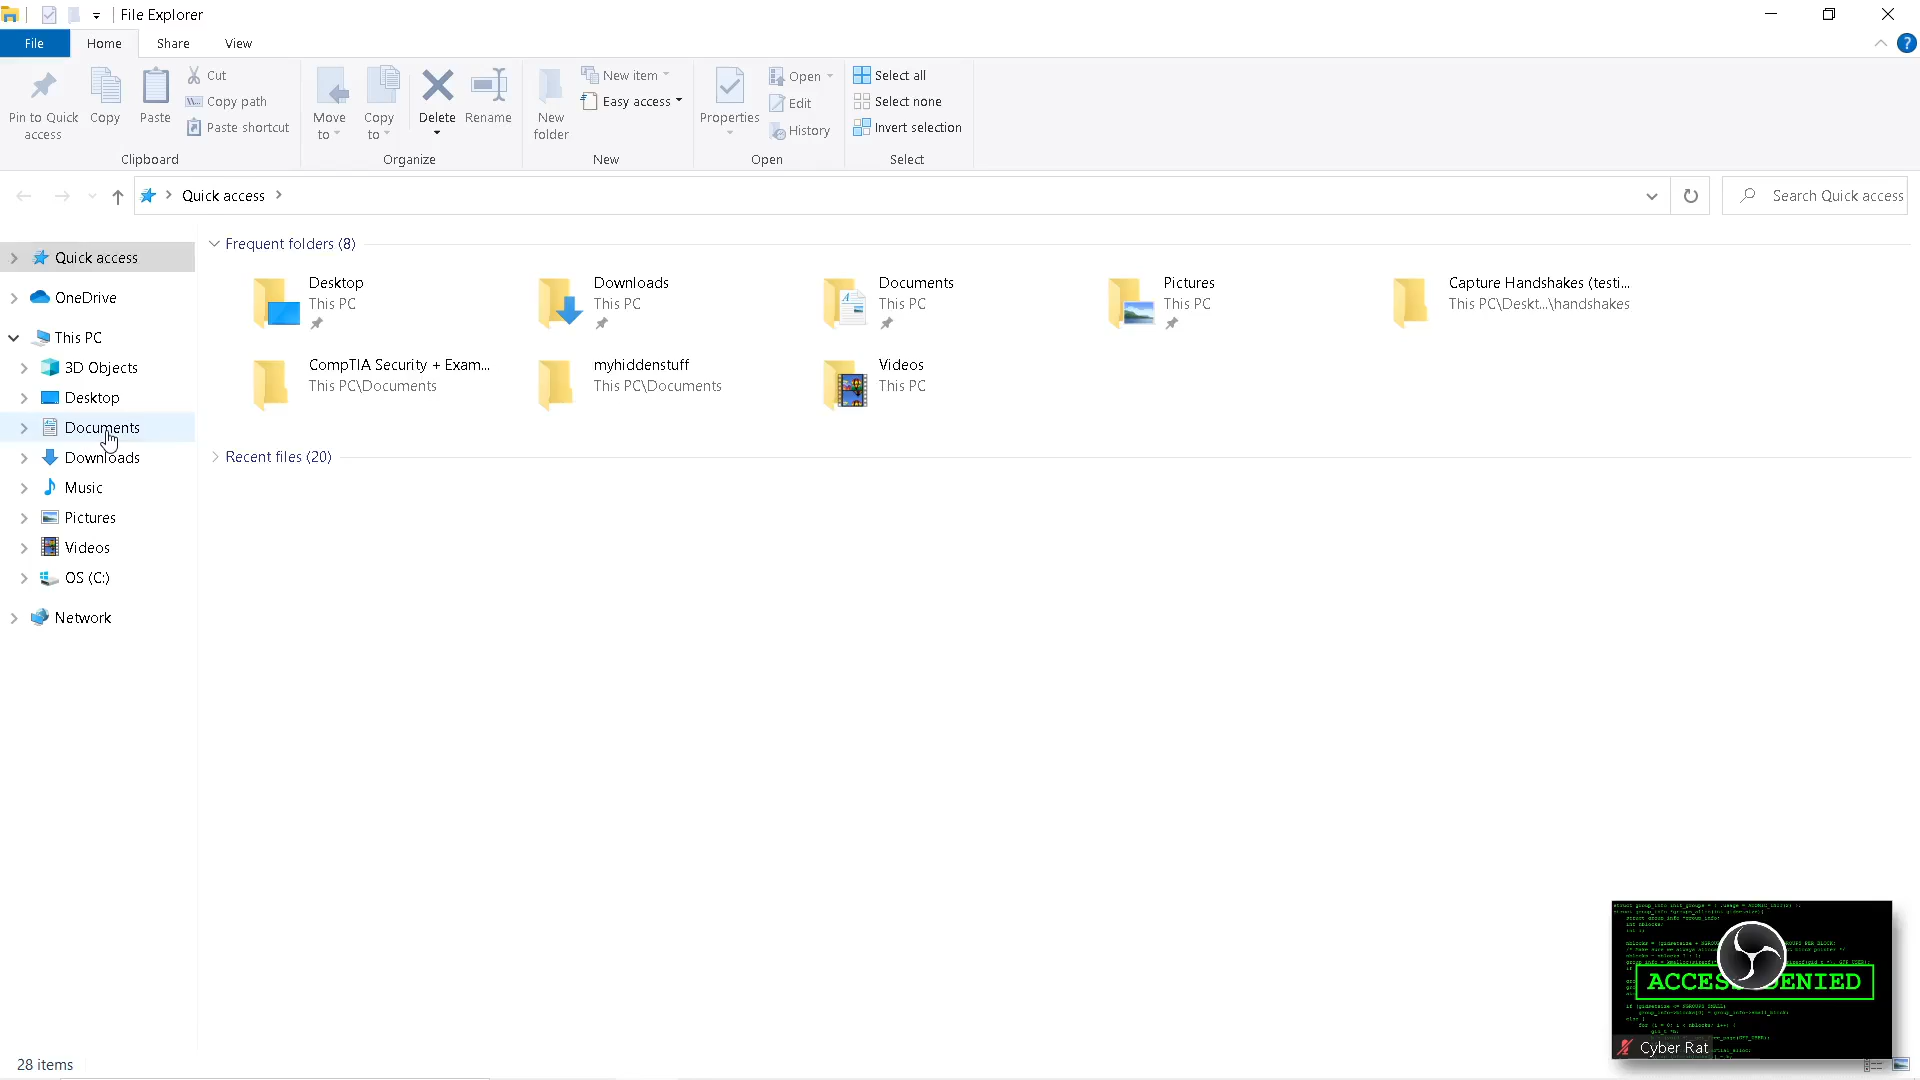 File Explorer
File Home Share View
Pin to Quick access
Copy
Paste
Cut
Copy path
Paste shortcut
Clipboard
Move to
Copy to
Delete
Rename
Organize
New folder
New item
Easy access
New
Properties
Open
Edit
History
Open
Select all
Select none
Invert selection
Select
Quick access
Search Quick access
Quick access
OneDrive
This PC
3D Objects
Desktop
Documents
Downloads
Music
Pictures
Videos
OS (C:)
Network
Frequent folders (8)
Desktop
This PC
Downloads
This PC
Documents
This PC
Pictures
This PC
Capture Handshakes (testi...
This PC\Deskt...\handshakes
CompTIA Security + Exam...
This PC\Documents
myhiddenstuff
This PC\Documents
Videos
This PC
Recent files (20)
ACCESS DENIED
Cyber Rat
28 items